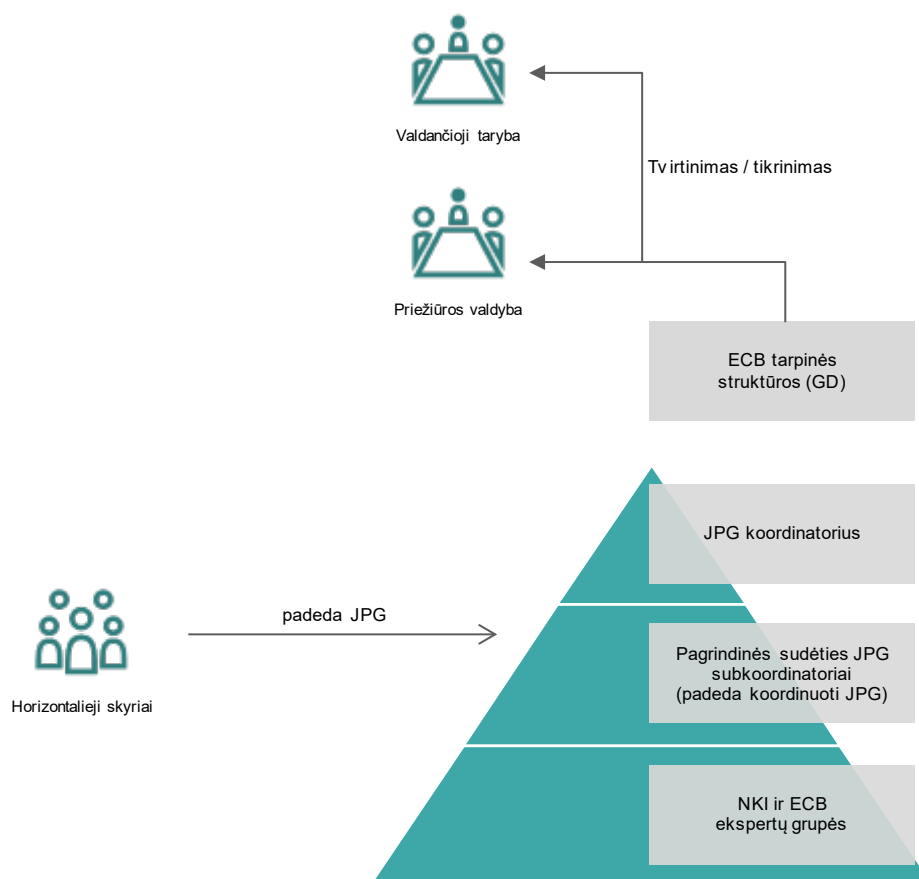 Valdančioji taryba
Tvirtinimas / tikrinimas
Priežiūros valdyba
ECB tarpinės
struktūros (GD)
JPG koordinatorius
padeda JPG
Pagrindinės sudėties JPG
subkoordinatoriai
(padeda koordinuoti JPG)
Horizontalieji skyriai
NKI ir ECB
ekspertų grupės